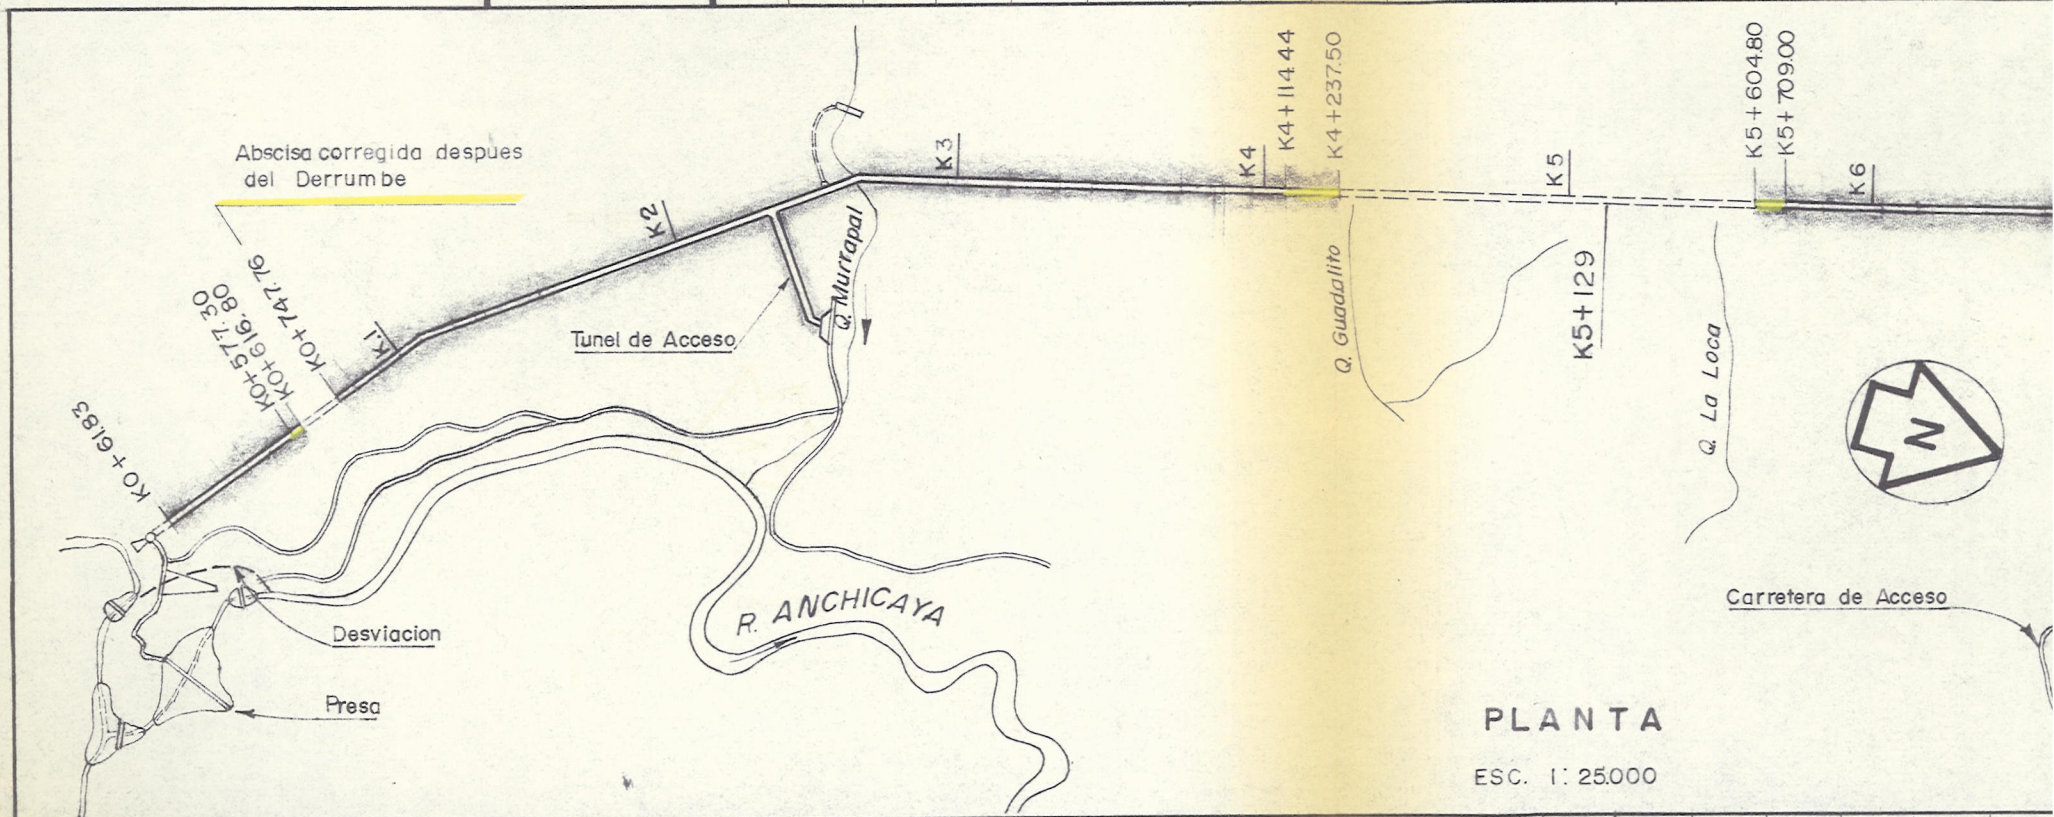 Abscisa corregida despues
del Derrumbe
K0+61.83
K0+577.30
K0+616.80
K0+747.76
K.1
K2
Tunel de Acceso
Q. Murrapal
K3
K4
K4+114.44
K4+237.50
K5
K5+129
K5+604.80
K5+709.00
K6
Q. Guadalito
Q. La Loca
N
R. ANCHICAYA
Desviacion
Presa
Carretera de Acceso
PLANTA
ESC. 1:25.000